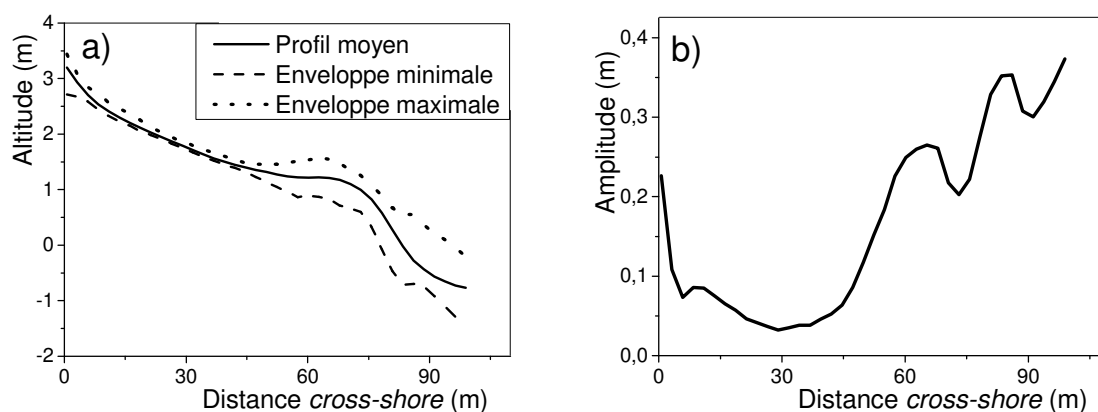 a)
Profil moyen
Enveloppe minimale
Enveloppe maximale
Altitude (m)
4
3
2
1
0
-1
-2
0
30
60
90
Distance cross-shore (m)
b)
Amplitude (m)
0,4
0,3
0,2
0,1
0,0
0
30
60
90
Distance cross-shore (m)